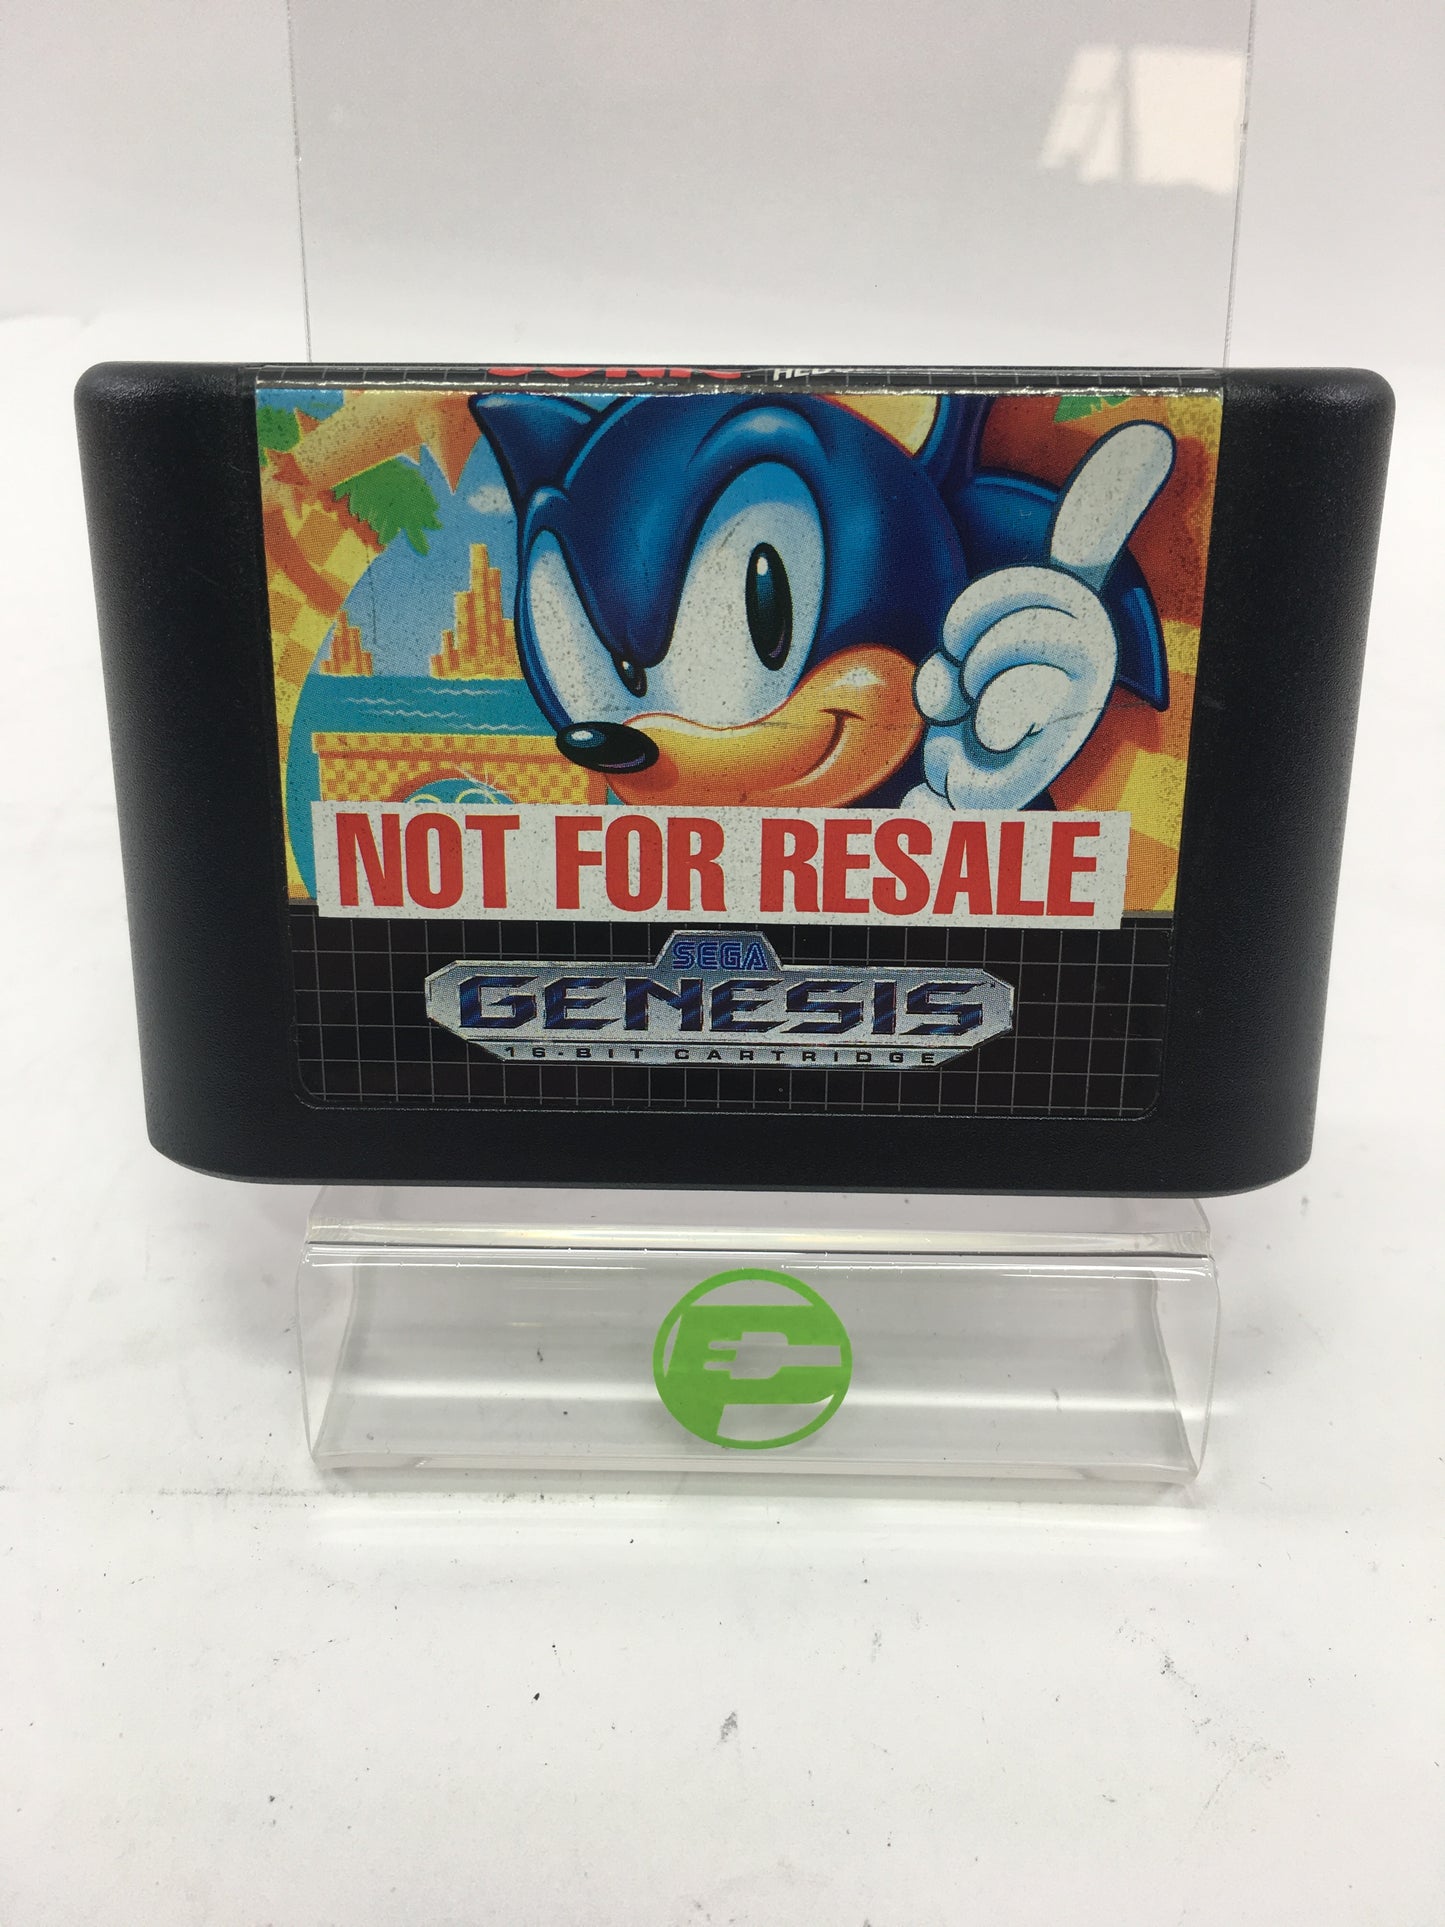 NOT FOR RESALE
SEGA
GENESIS
16-BIT CARTRIDGE